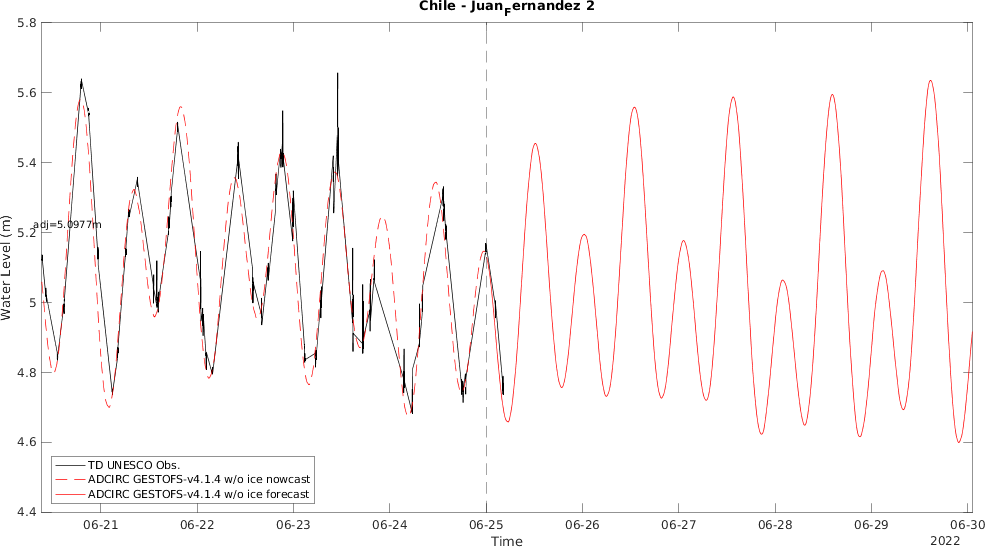 Chile - Juan_Fernandez 2
5.8
5.6
5.4
5.2
5
4.8
4.6
4.4
Water Level (m)
adj=5.0977m
TD UNESCO Obs.
ADCIRC GESTOFS-v4.1.4 w/o ice nowcast
ADCIRC GESTOFS-v4.1.4 w/o ice forecast
06-21 06-22 06-23 06-24 06-25 06-26 06-27 06-28 06-29 06-30
Time
2022